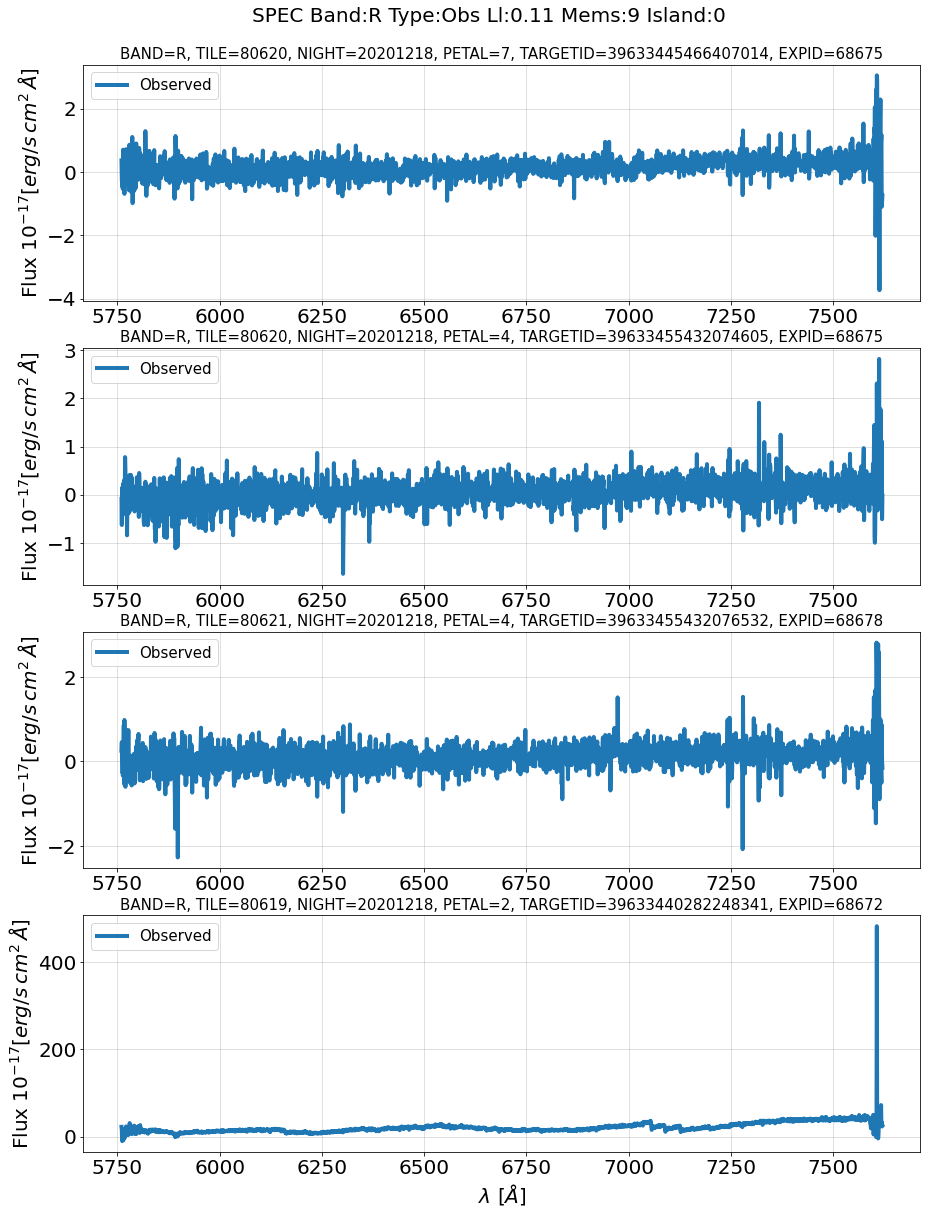 SPEC Band:R Type:Obs Ll:0.11 Mems:9 Island:0
BAND=R, TILE=80620, NIGHT=20201218, PETAL=7, TARGETID=39633445466407014, EXPID=68675
Observed
Flux 10⁻¹⁷[erg/s cm² Å]
2
0
−2
−4
5750 6000 6250 6500 6750 7000 7250 7500
BAND=R, TILE=80620, NIGHT=20201218, PETAL=4, TARGETID=39633455432074605, EXPID=68675
Observed
Flux 10⁻¹⁷[erg/s cm² Å]
3
2
1
0
−1
5750 6000 6250 6500 6750 7000 7250 7500
BAND=R, TILE=80621, NIGHT=20201218, PETAL=4, TARGETID=39633455432076532, EXPID=68678
Observed
Flux 10⁻¹⁷[erg/s cm² Å]
2
0
−2
5750 6000 6250 6500 6750 7000 7250 7500
BAND=R, TILE=80619, NIGHT=20201218, PETAL=2, TARGETID=39633440282248341, EXPID=68672
Observed
Flux 10⁻¹⁷[erg/s cm² Å]
400
200
0
5750 6000 6250 6500 6750 7000 7250 7500
λ [Å]